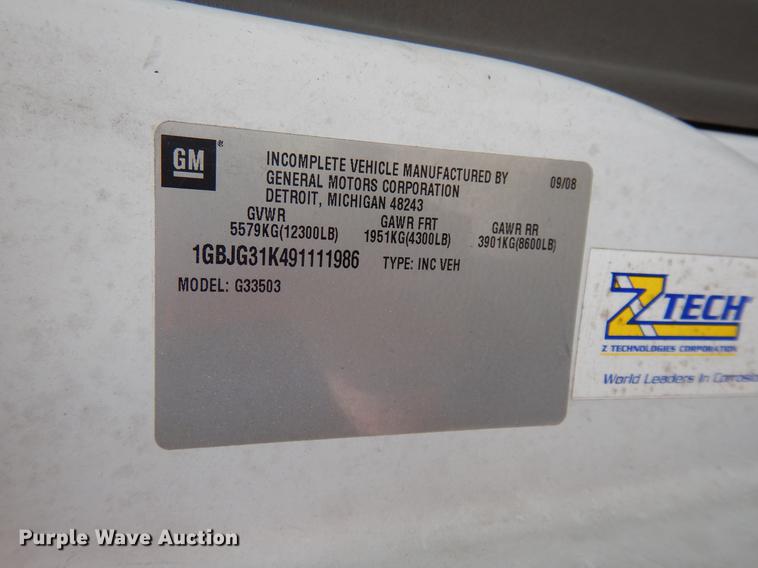 GM
INCOMPLETE VEHICLE MANUFACTURED BY
GENERAL MOTORS CORPORATION
DETROIT, MICHIGAN 48243
09/08
GVWR
5579KG(12300LB)
GAWR FRT
1951KG(4300LB)
GAWR RR
3901KG(8600LB)
1GBJG31K491111986 TYPE: INC VEH
MODEL: G33503
Z TECH
Z TECHNOLOGIES CORPORATION
World Leaders In
Purple Wave Auction